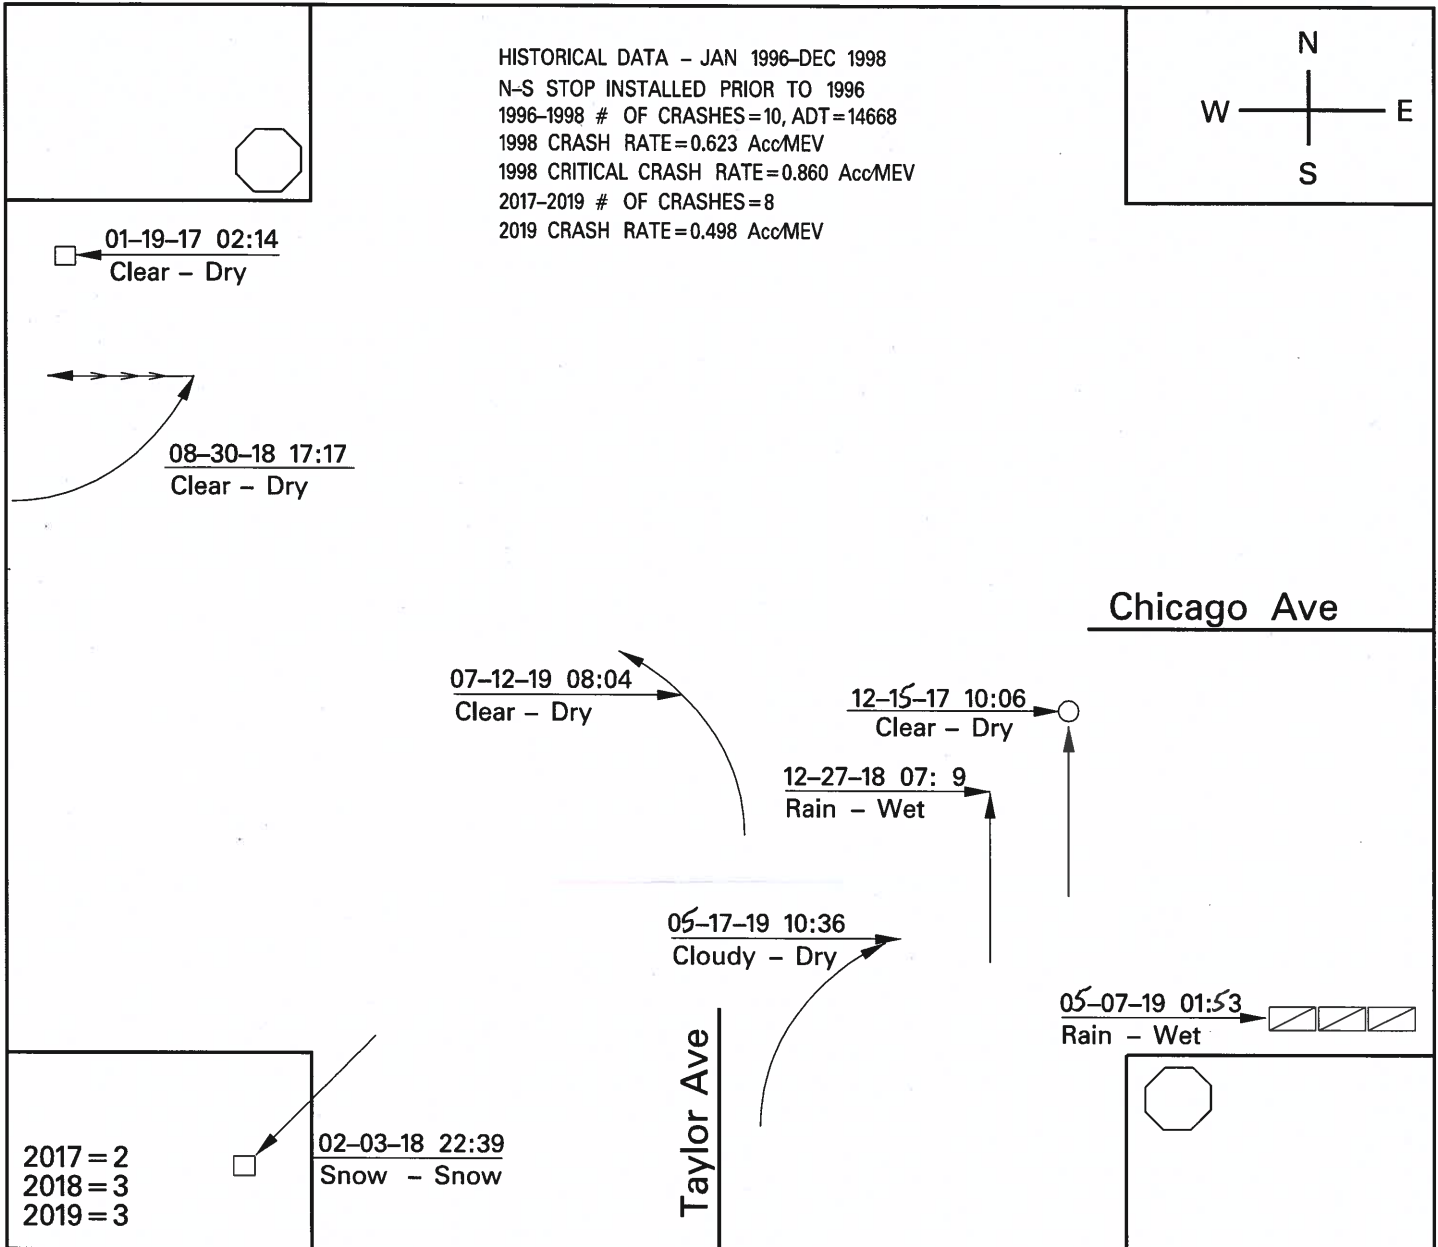 HISTORICAL DATA – JAN 1996–DEC 1998
N–S STOP INSTALLED PRIOR TO 1996
1996–1998 # OF CRASHES=10, ADT=14668
1998 CRASH RATE=0.623 Acc/MEV
1998 CRITICAL CRASH RATE=0.860 Acc/MEV
2017–2019 # OF CRASHES=8
2019 CRASH RATE=0.498 Acc/MEV
N
W E
S
01–19–17 02:14
Clear – Dry
08–30–18 17:17
Clear – Dry
Chicago Ave
07–12–19 08:04
Clear – Dry
12–15–17 10:06
Clear – Dry
12–27–18 07: 9
Rain – Wet
05–17–19 10:36
Cloudy – Dry
05–07–19 01:53
Rain – Wet
Taylor Ave
02–03–18 22:39
Snow – Snow
2017=2
2018=3
2019=3